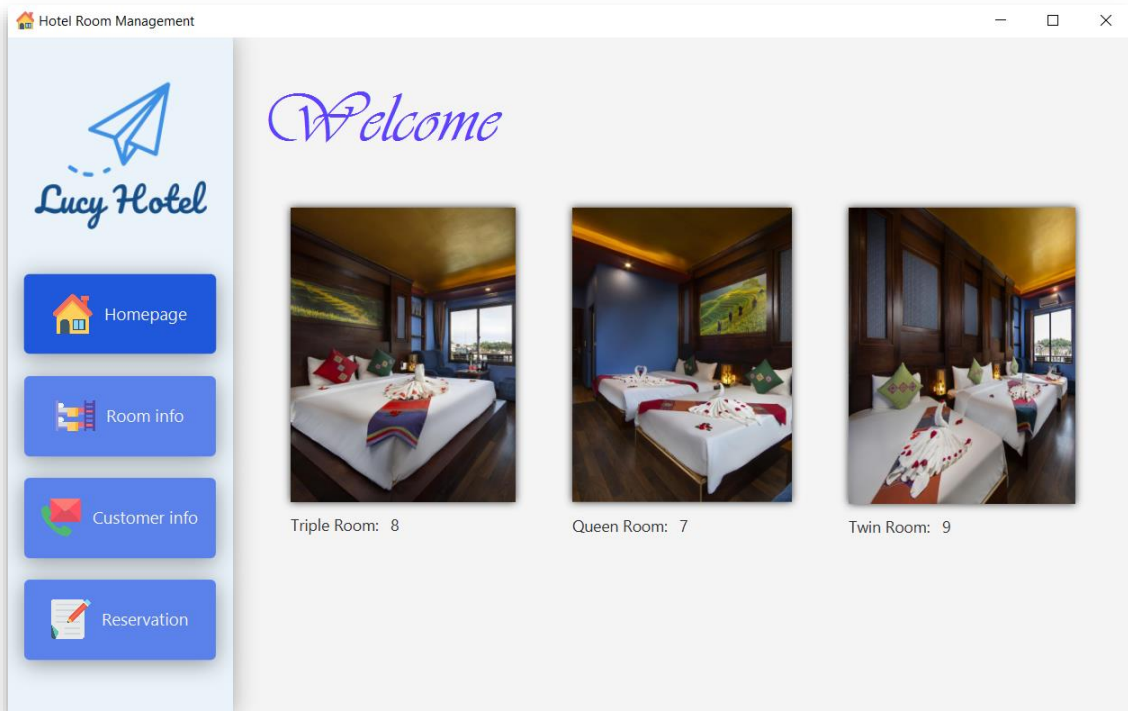 Hotel Room Management
Lucy Hotel
Homepage
Room info
Customer info
Reservation
Welcome
Triple Room: 8
Queen Room: 7
Twin Room: 9